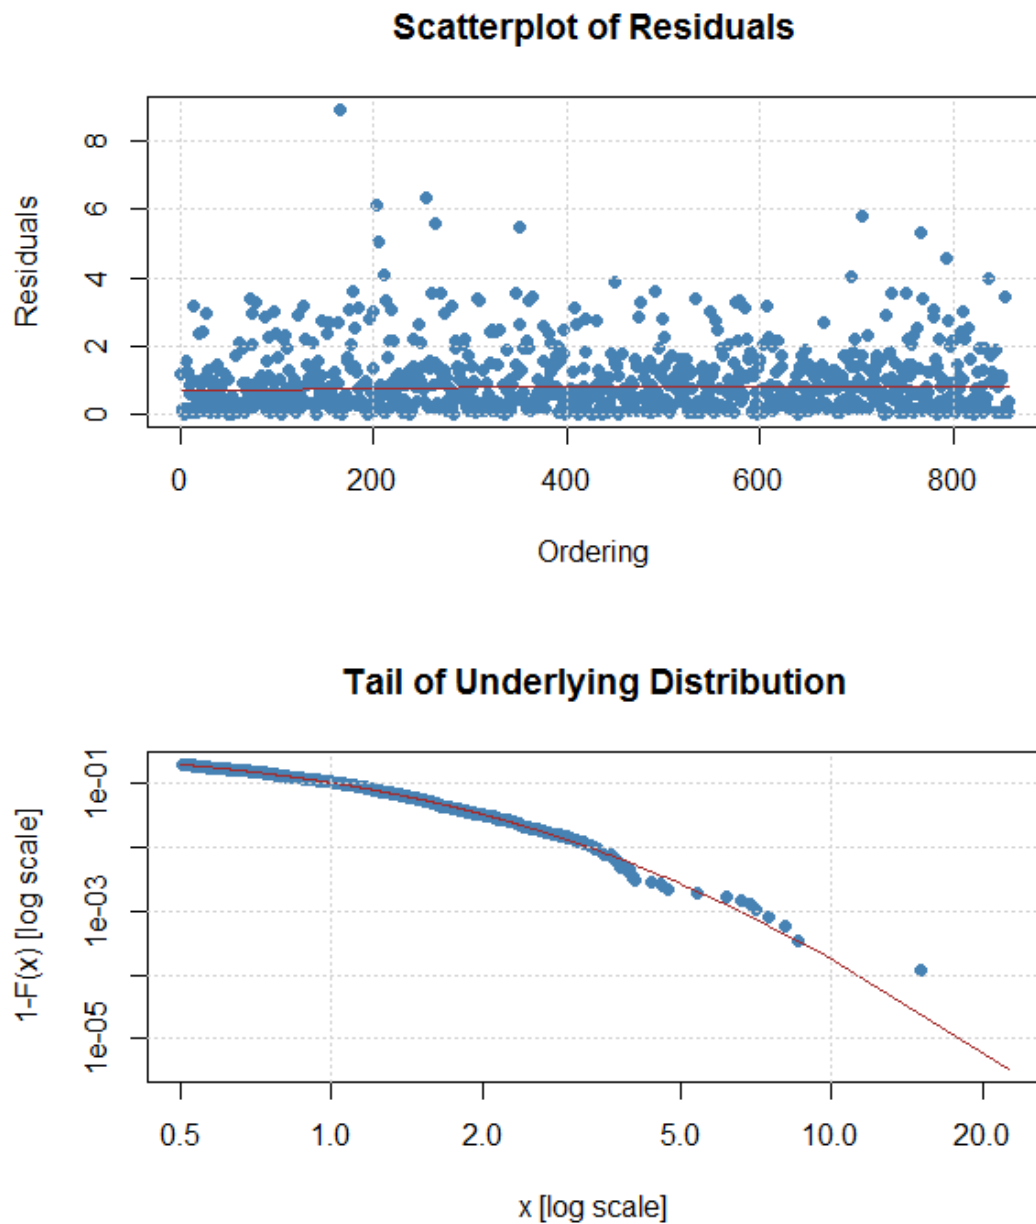 Scatterplot of Residuals
Residuals
8
6
4
2
0
0 200 400 600 800
Ordering
Tail of Underlying Distribution
1-F(x) [log scale]
1e-01
1e-03
1e-05
0.5 1.0 2.0 5.0 10.0 20.0
x [log scale]